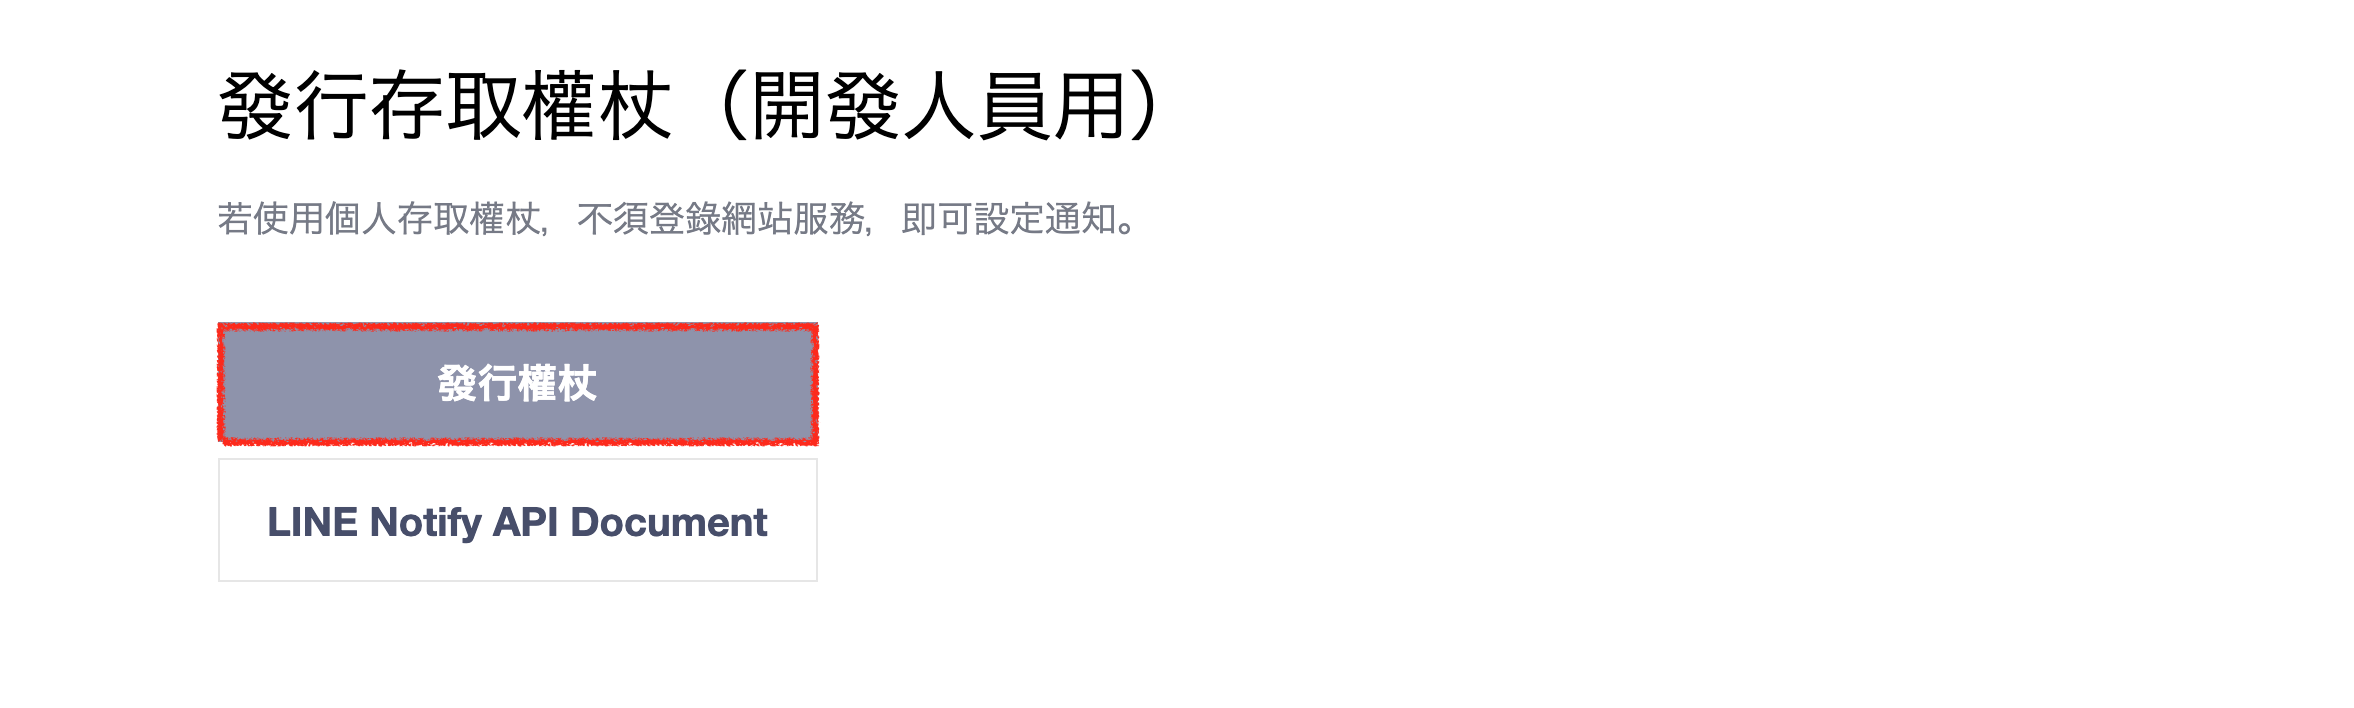 發行存取權杖（開發人員用）
若使用個人存取權杖，不須登錄網站服務，即可設定通知。
發行權杖
LINE Notify API Document